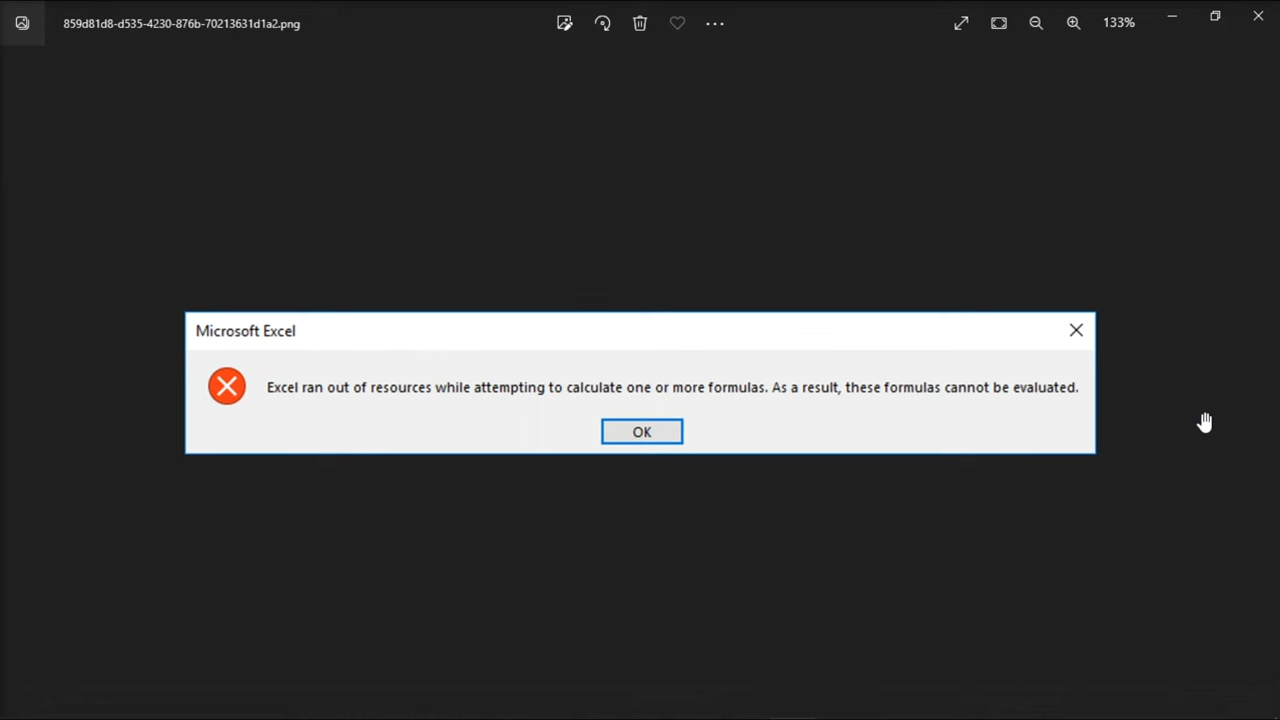 859d81d8-d535-4230-876b-70213631d1a2.png
133%
Microsoft Excel
Excel ran out of resources while attempting to calculate one or more formulas. As a result, these formulas cannot be evaluated.
OK